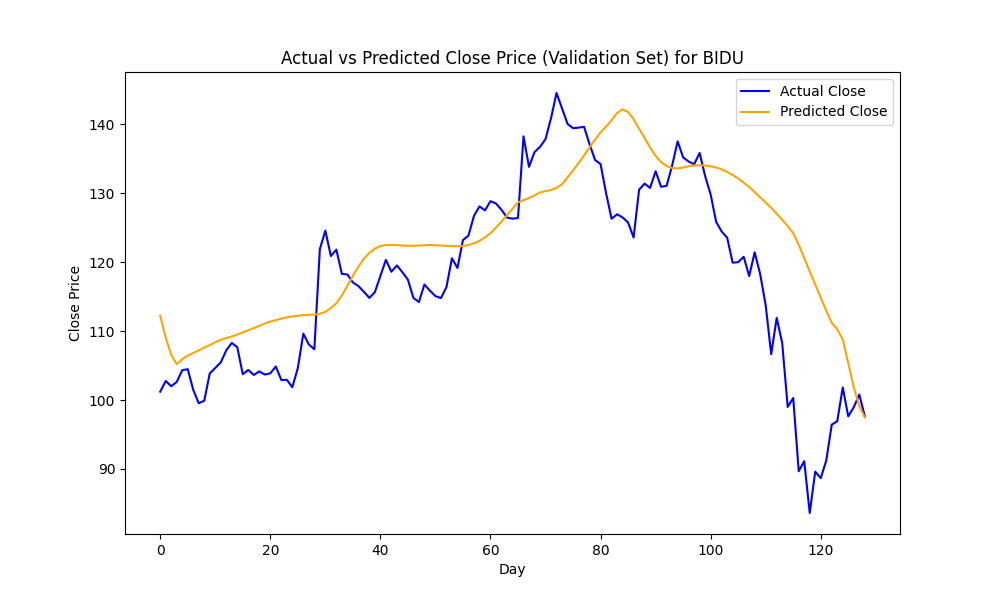 Actual vs Predicted Close Price (Validation Set) for BIDU
Actual Close
Predicted Close
Close Price
140
130
120
110
100
90
0 20 40 60 80 100 120
Day